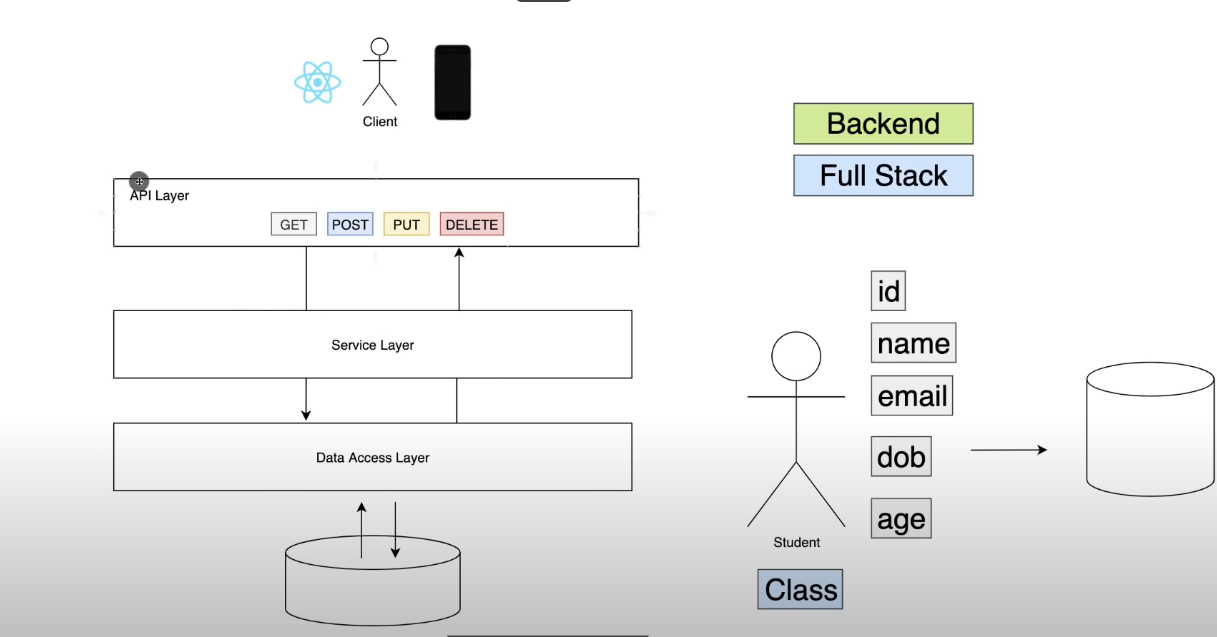 Client
API Layer
GET POST PUT DELETE
Service Layer
Data Access Layer
Backend
Full Stack
id
name
email
dob
age
Student
Class